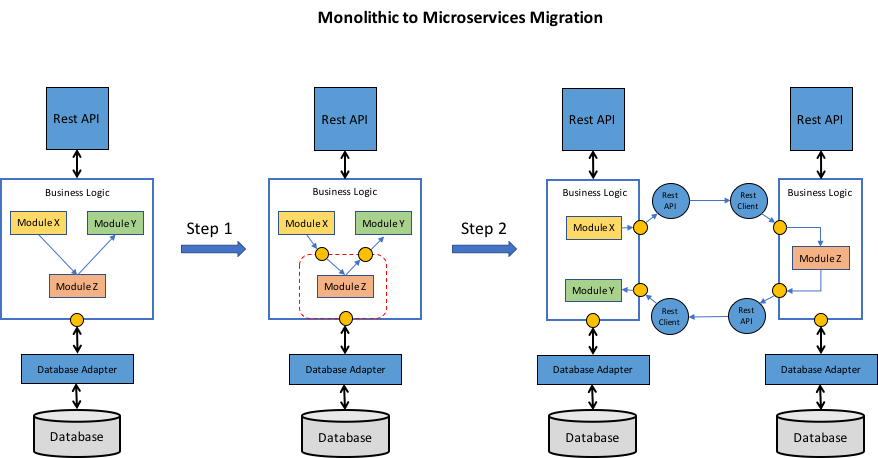 Monolithic to Microservices Migration
Rest API
Business Logic
Module X
Module Y
Module Z
Database Adapter
Database
Step 1
Rest API
Business Logic
Module X
Module Y
Module Z
Database Adapter
Database
Step 2
Rest API
Business Logic
Module X
Module Y
Database Adapter
Database
Rest
API
Rest
Client
Rest
Client
Rest
API
Rest API
Business Logic
Module Z
Database Adapter
Database